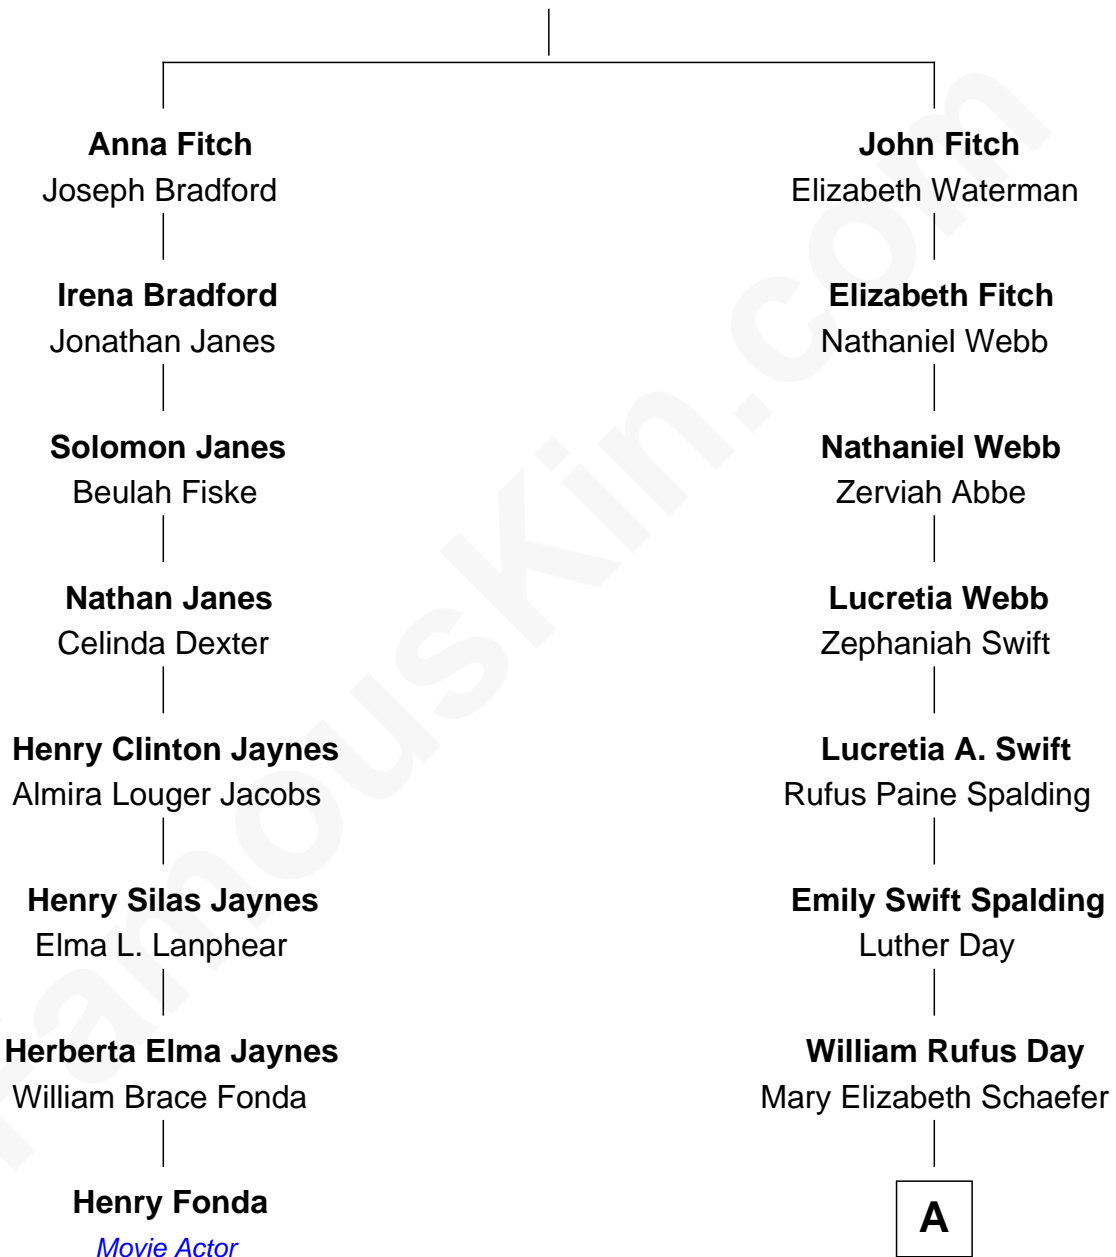 Anna Fitch
Joseph Bradford
Irena Bradford
Jonathan Janes
Solomon Janes
Beulah Fiske
Nathan Janes
Celinda Dexter
Henry Clinton Jaynes
Almira Louger Jacobs
Henry Silas Jaynes
Elma L. Lanphear
Herberta Elma Jaynes
William Brace Fonda
Henry Fonda
Movie Actor
John Fitch
Elizabeth Waterman
Elizabeth Fitch
Nathaniel Webb
Nathaniel Webb
Zerviah Abbe
Lucretia Webb
Zephaniah Swift
Lucretia A. Swift
Rufus Paine Spalding
Emily Swift Spalding
Luther Day
William Rufus Day
Mary Elizabeth Schaefer
A
FamousKin.com